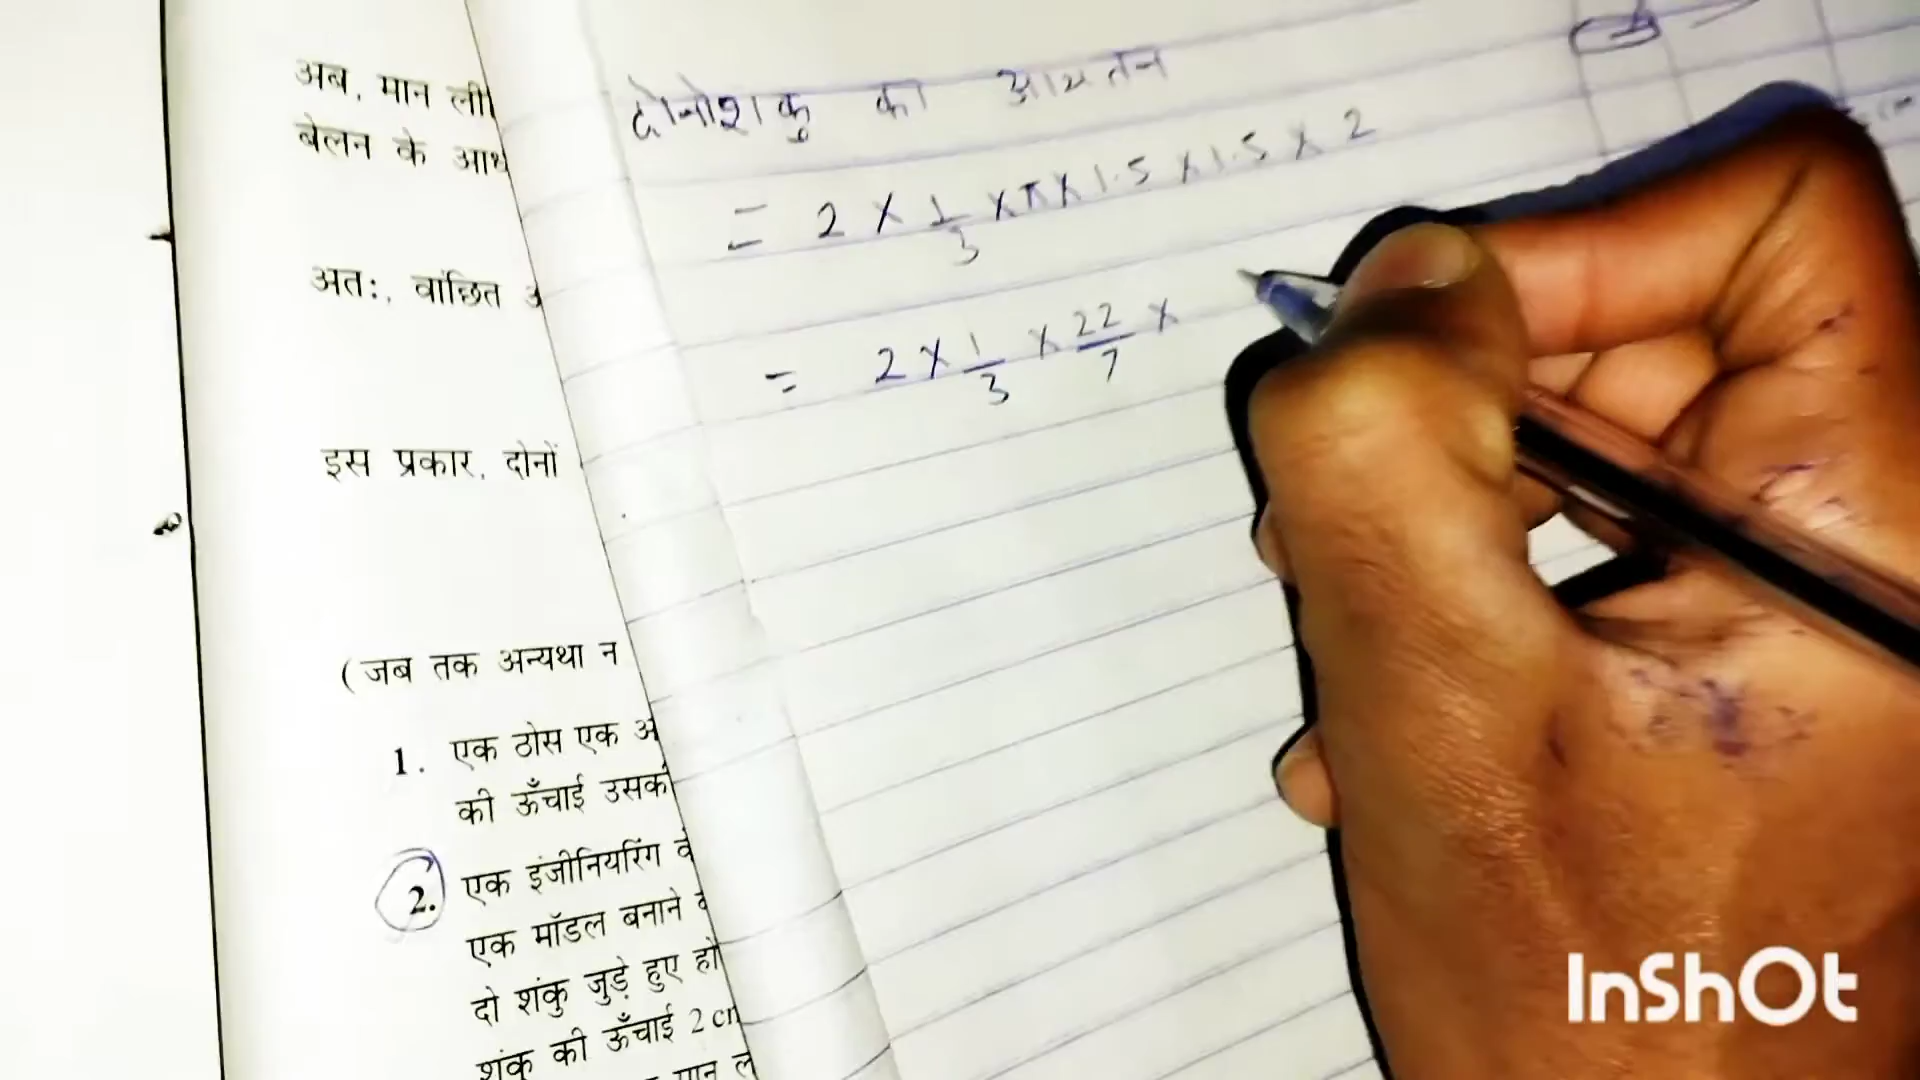 अब, मान ली
बेलन के आध
अतः, वांछित
इस प्रकार, दोनों
(जब तक अन्यथा न
1. एक ठोस एक अ
की ऊँचाई उसकी
2. एक इंजीनियरिंग के
एक मॉडल बनाने
दो शंकु जुड़े हुए हो
शंकु की ऊँचाई 2 cm
मान ल
दोनोशंकु का आयतन
= 2 × 1/3 × π × 1.5 × 1.5 × 2
= 2 × 1/3 × 22/7 ×
InShOt